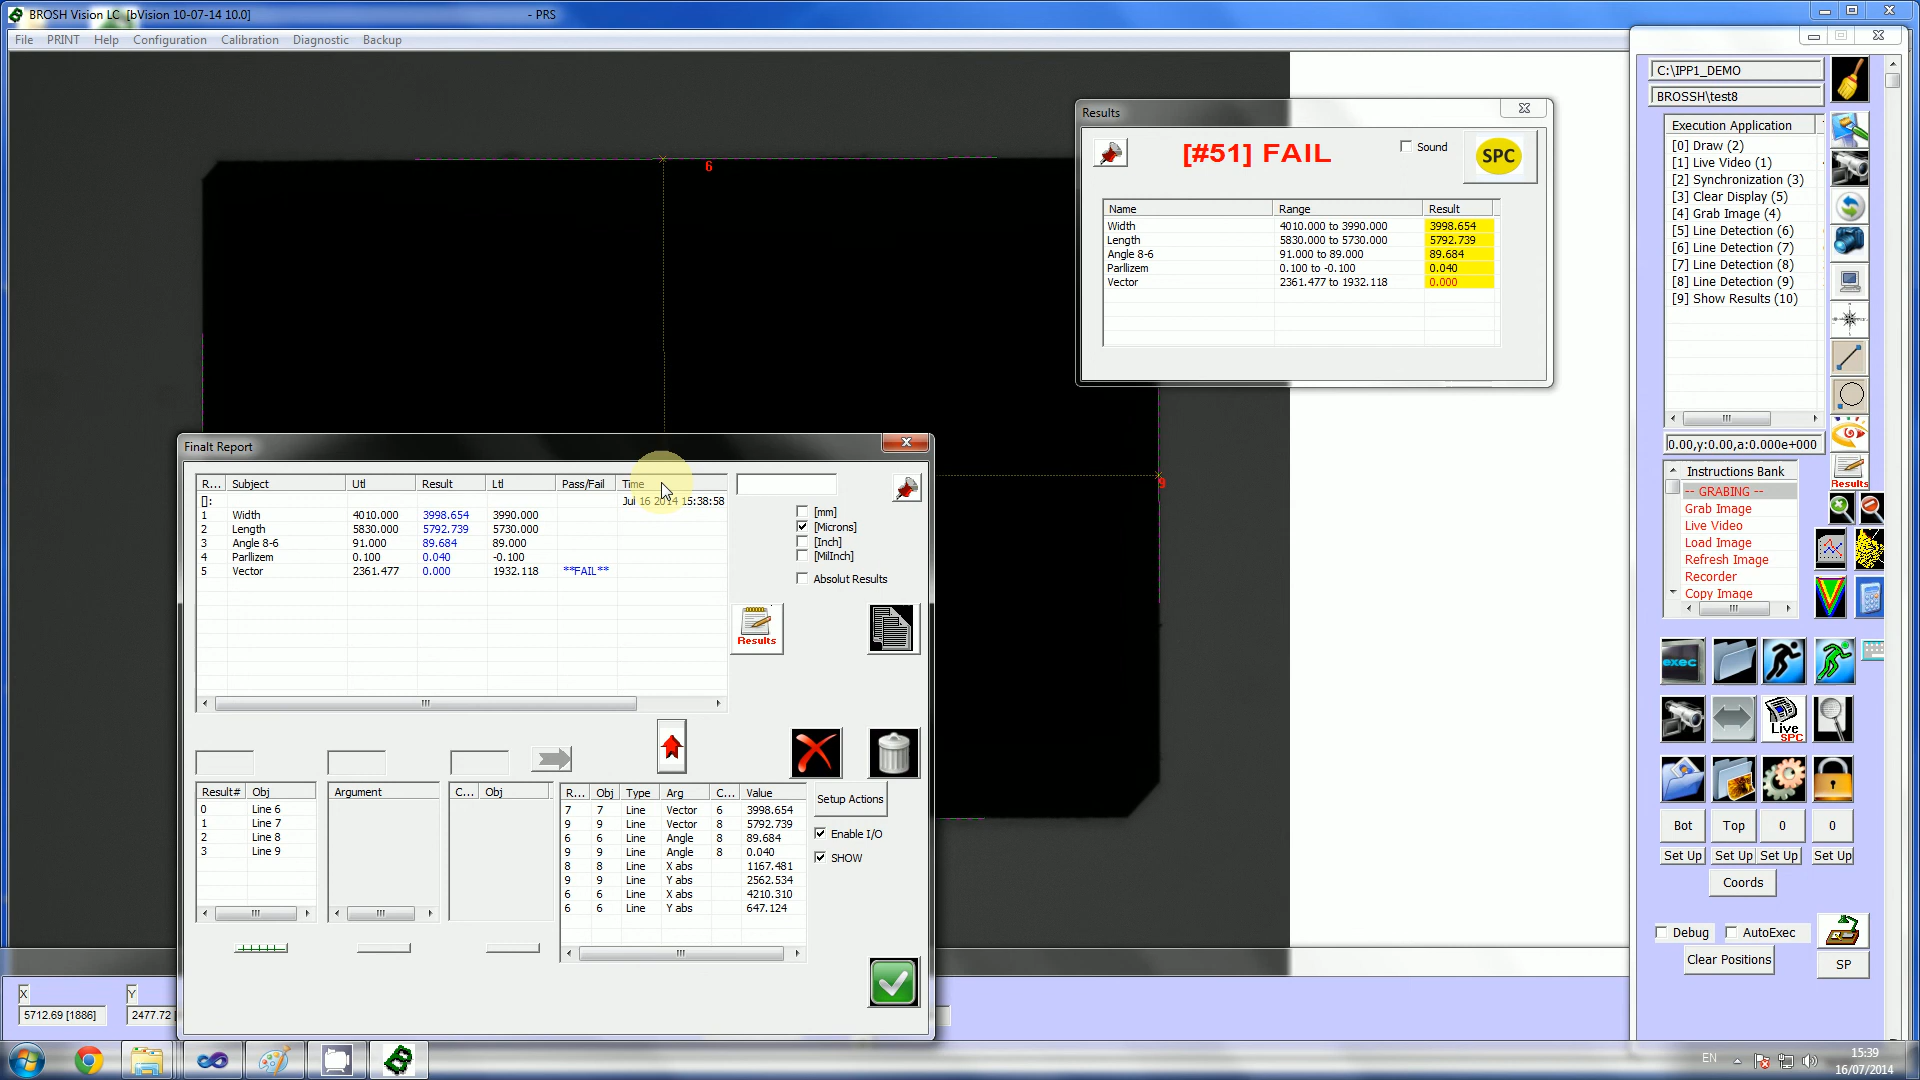 BROSH Vision LC [bVision 10-07-14 10.0] - PRS
File PRINT Help Configuration Calibration Diagnostic Backup
6
9
Results
[#51] FAIL
Sound
SPC
Name Range Result
Width 4010.000 to 3990.000 3998.654
Length 5830.000 to 5730.000 5792.739
Angle 8-6 91.000 to 89.000 89.684
Parllizem 0.100 to -0.100 0.040
Vector 2361.477 to 1932.118 0.000
Finalt Report
R... Subject Utl Result Ltl Pass/Fail Time
[]: Jul 16 2014 15:38:58
1 Width 4010.000 3998.654 3990.000
2 Length 5830.000 5792.739 5730.000
3 Angle 8-6 91.000 89.684 89.000
4 Parllizem 0.100 0.040 -0.100
5 Vector 2361.477 0.000 1932.118 **FAIL**
[mm]
[Microns]
[Inch]
[MilInch]
Absolut Results
Results
Result# Obj
0 Line 6
1 Line 7
2 Line 8
3 Line 9
Argument
C... Obj
R... Obj Type Arg C... Value
7 7 Line Vector 6 3998.654
9 9 Line Vector 8 5792.739
6 6 Line Angle 8 89.684
9 9 Line Angle 8 0.040
8 8 Line X abs 1167.481
9 9 Line Y abs 2562.534
6 6 Line X abs 4210.310
6 6 Line Y abs 647.124
Setup Actions
Enable I/O
SHOW
X Y
5712.69 [1886] 2477.72
C:\IPP1_DEMO
BROSSH\test8
Execution Application
[0] Draw (2)
[1] Live Video (1)
[2] Synchronization (3)
[3] Clear Display (5)
[4] Grab Image (4)
[5] Line Detection (6)
[6] Line Detection (7)
[7] Line Detection (8)
[8] Line Detection (9)
[9] Show Results (10)
0.00,y:0.00,a:0.000e+000
Instructions Bank
-- GRABING --
Grab Image
Live Video
Load Image
Refresh Image
Recorder
Copy Image
Results
exec
Live
SPC
Bot Top 0 0
Set Up Set Up Set Up Set Up
Coords
Debug AutoExec
Clear Positions SP
EN 15:39
16/07/2014